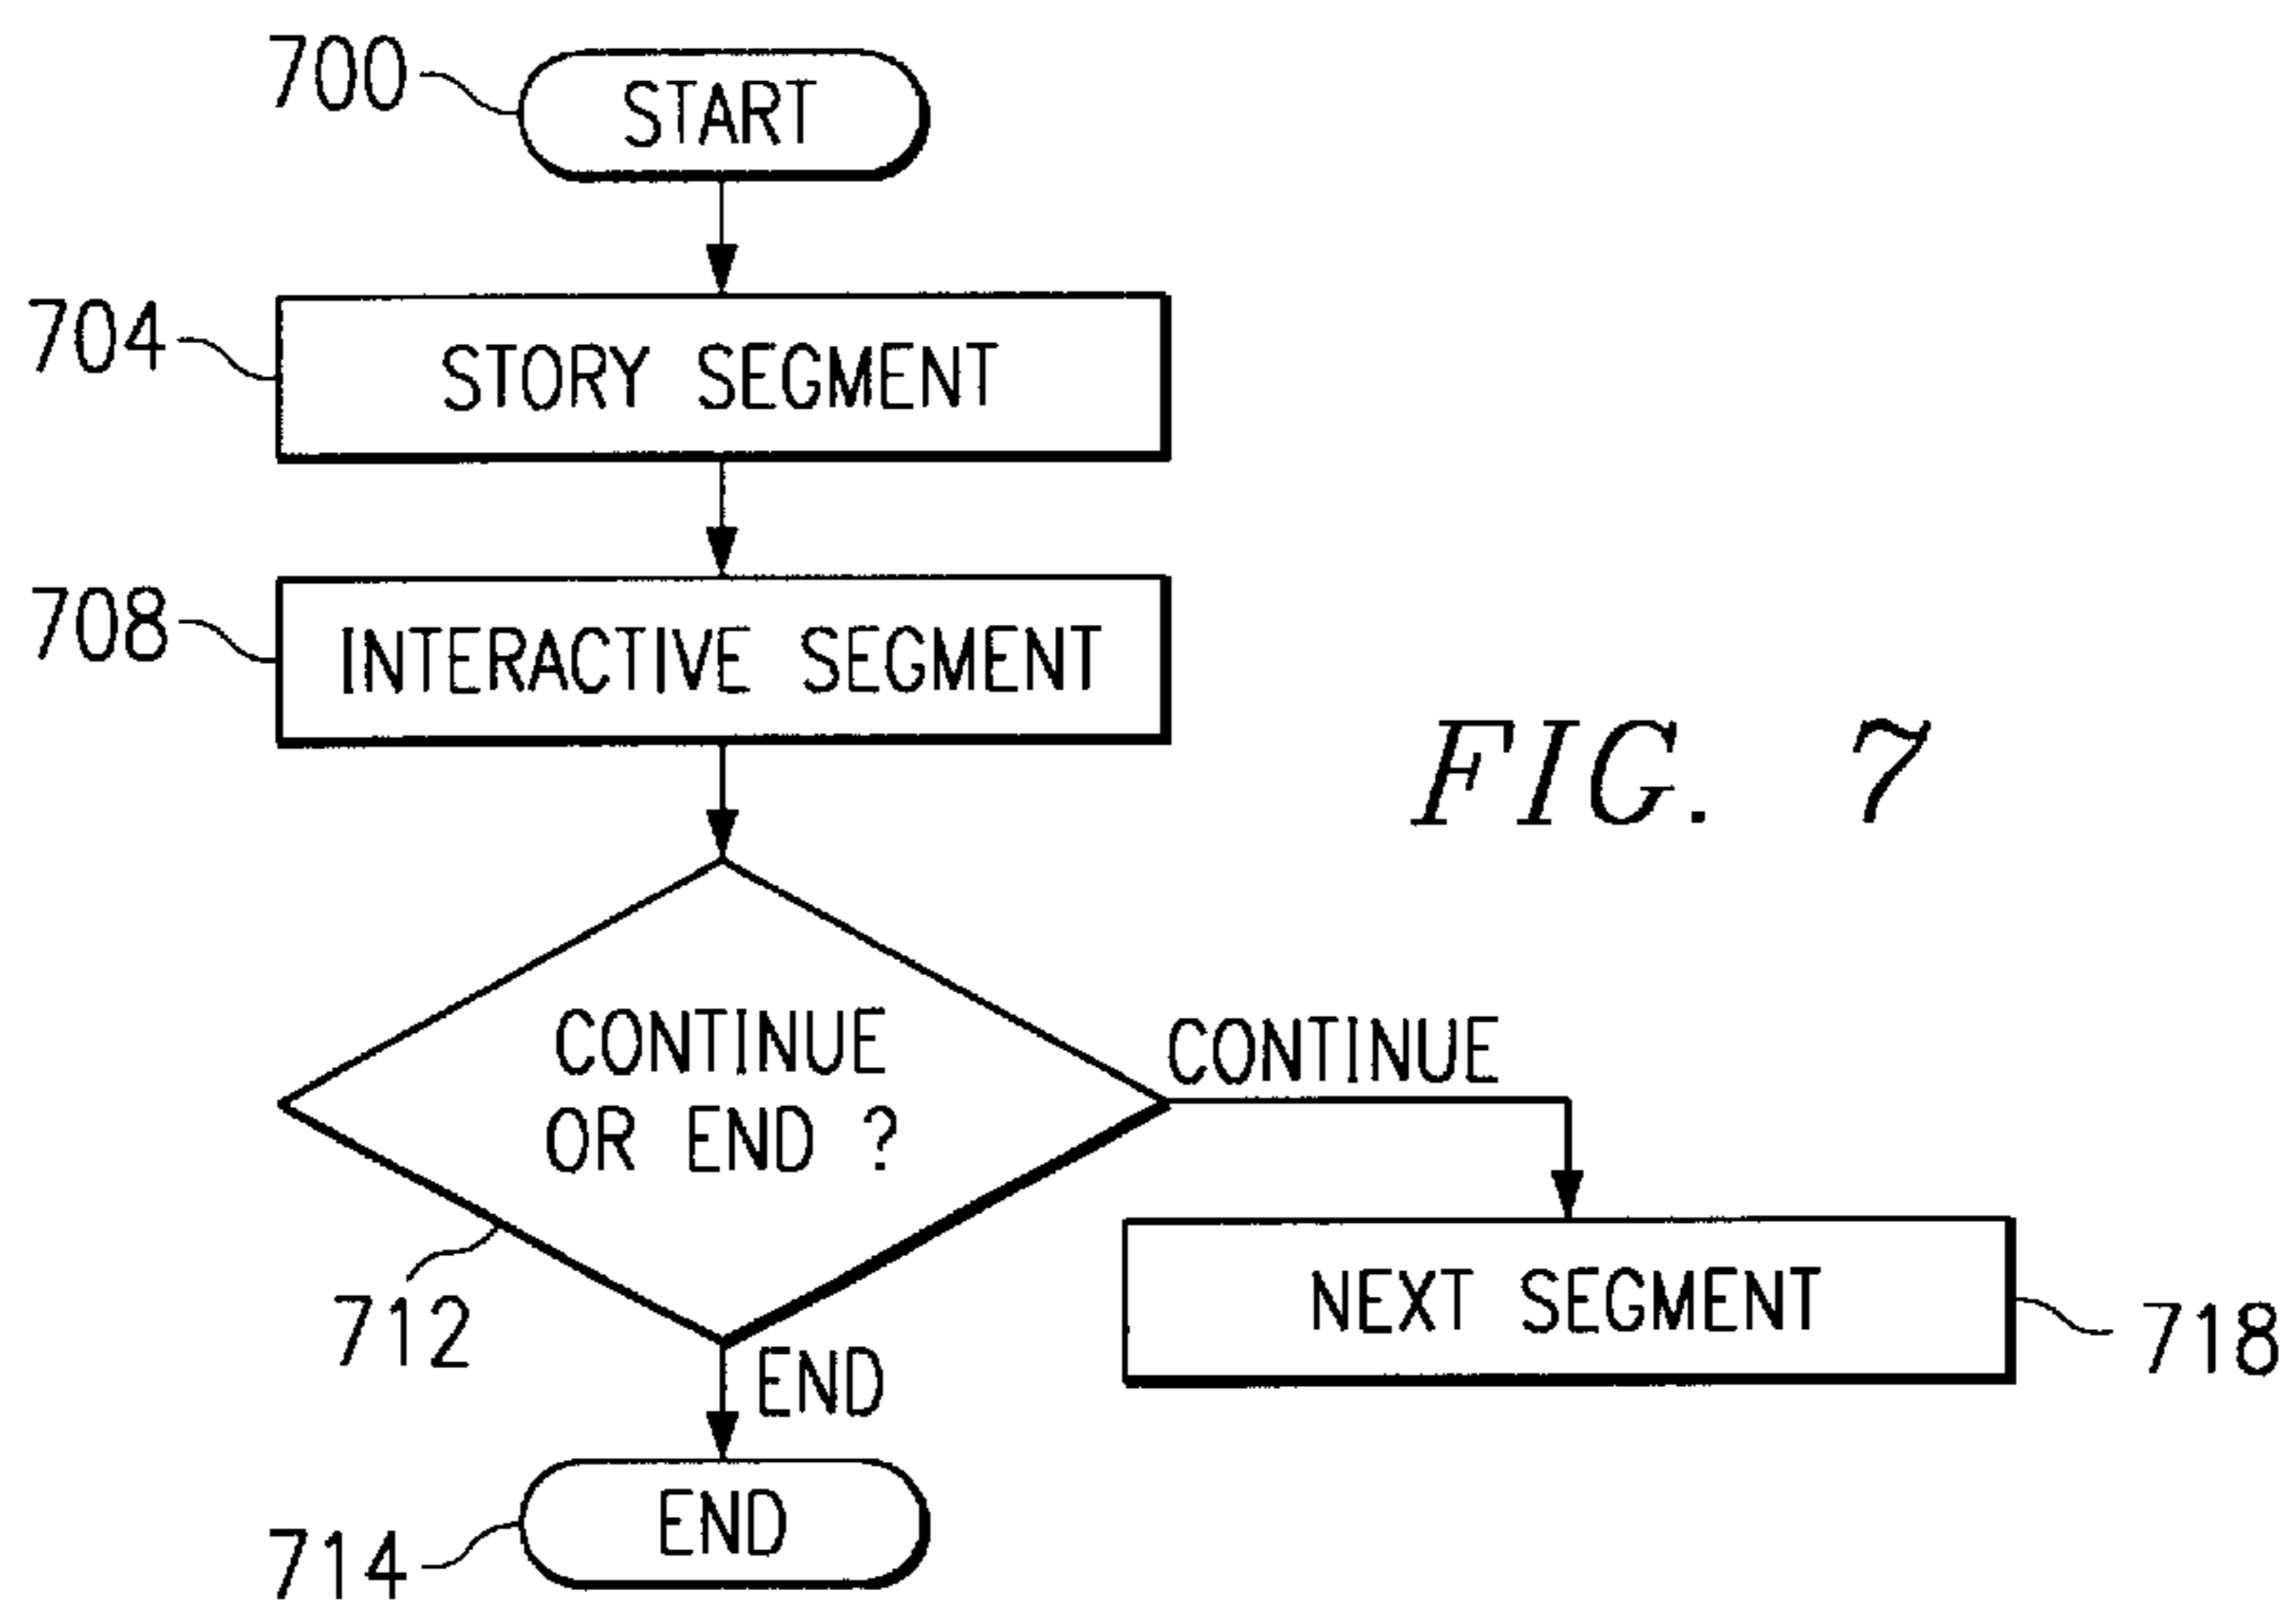 700
START
704
STORY SEGMENT
708
INTERACTIVE SEGMENT
FIG. 7
CONTINUE
OR END ?
CONTINUE
712
NEXT SEGMENT
718
END
END
714